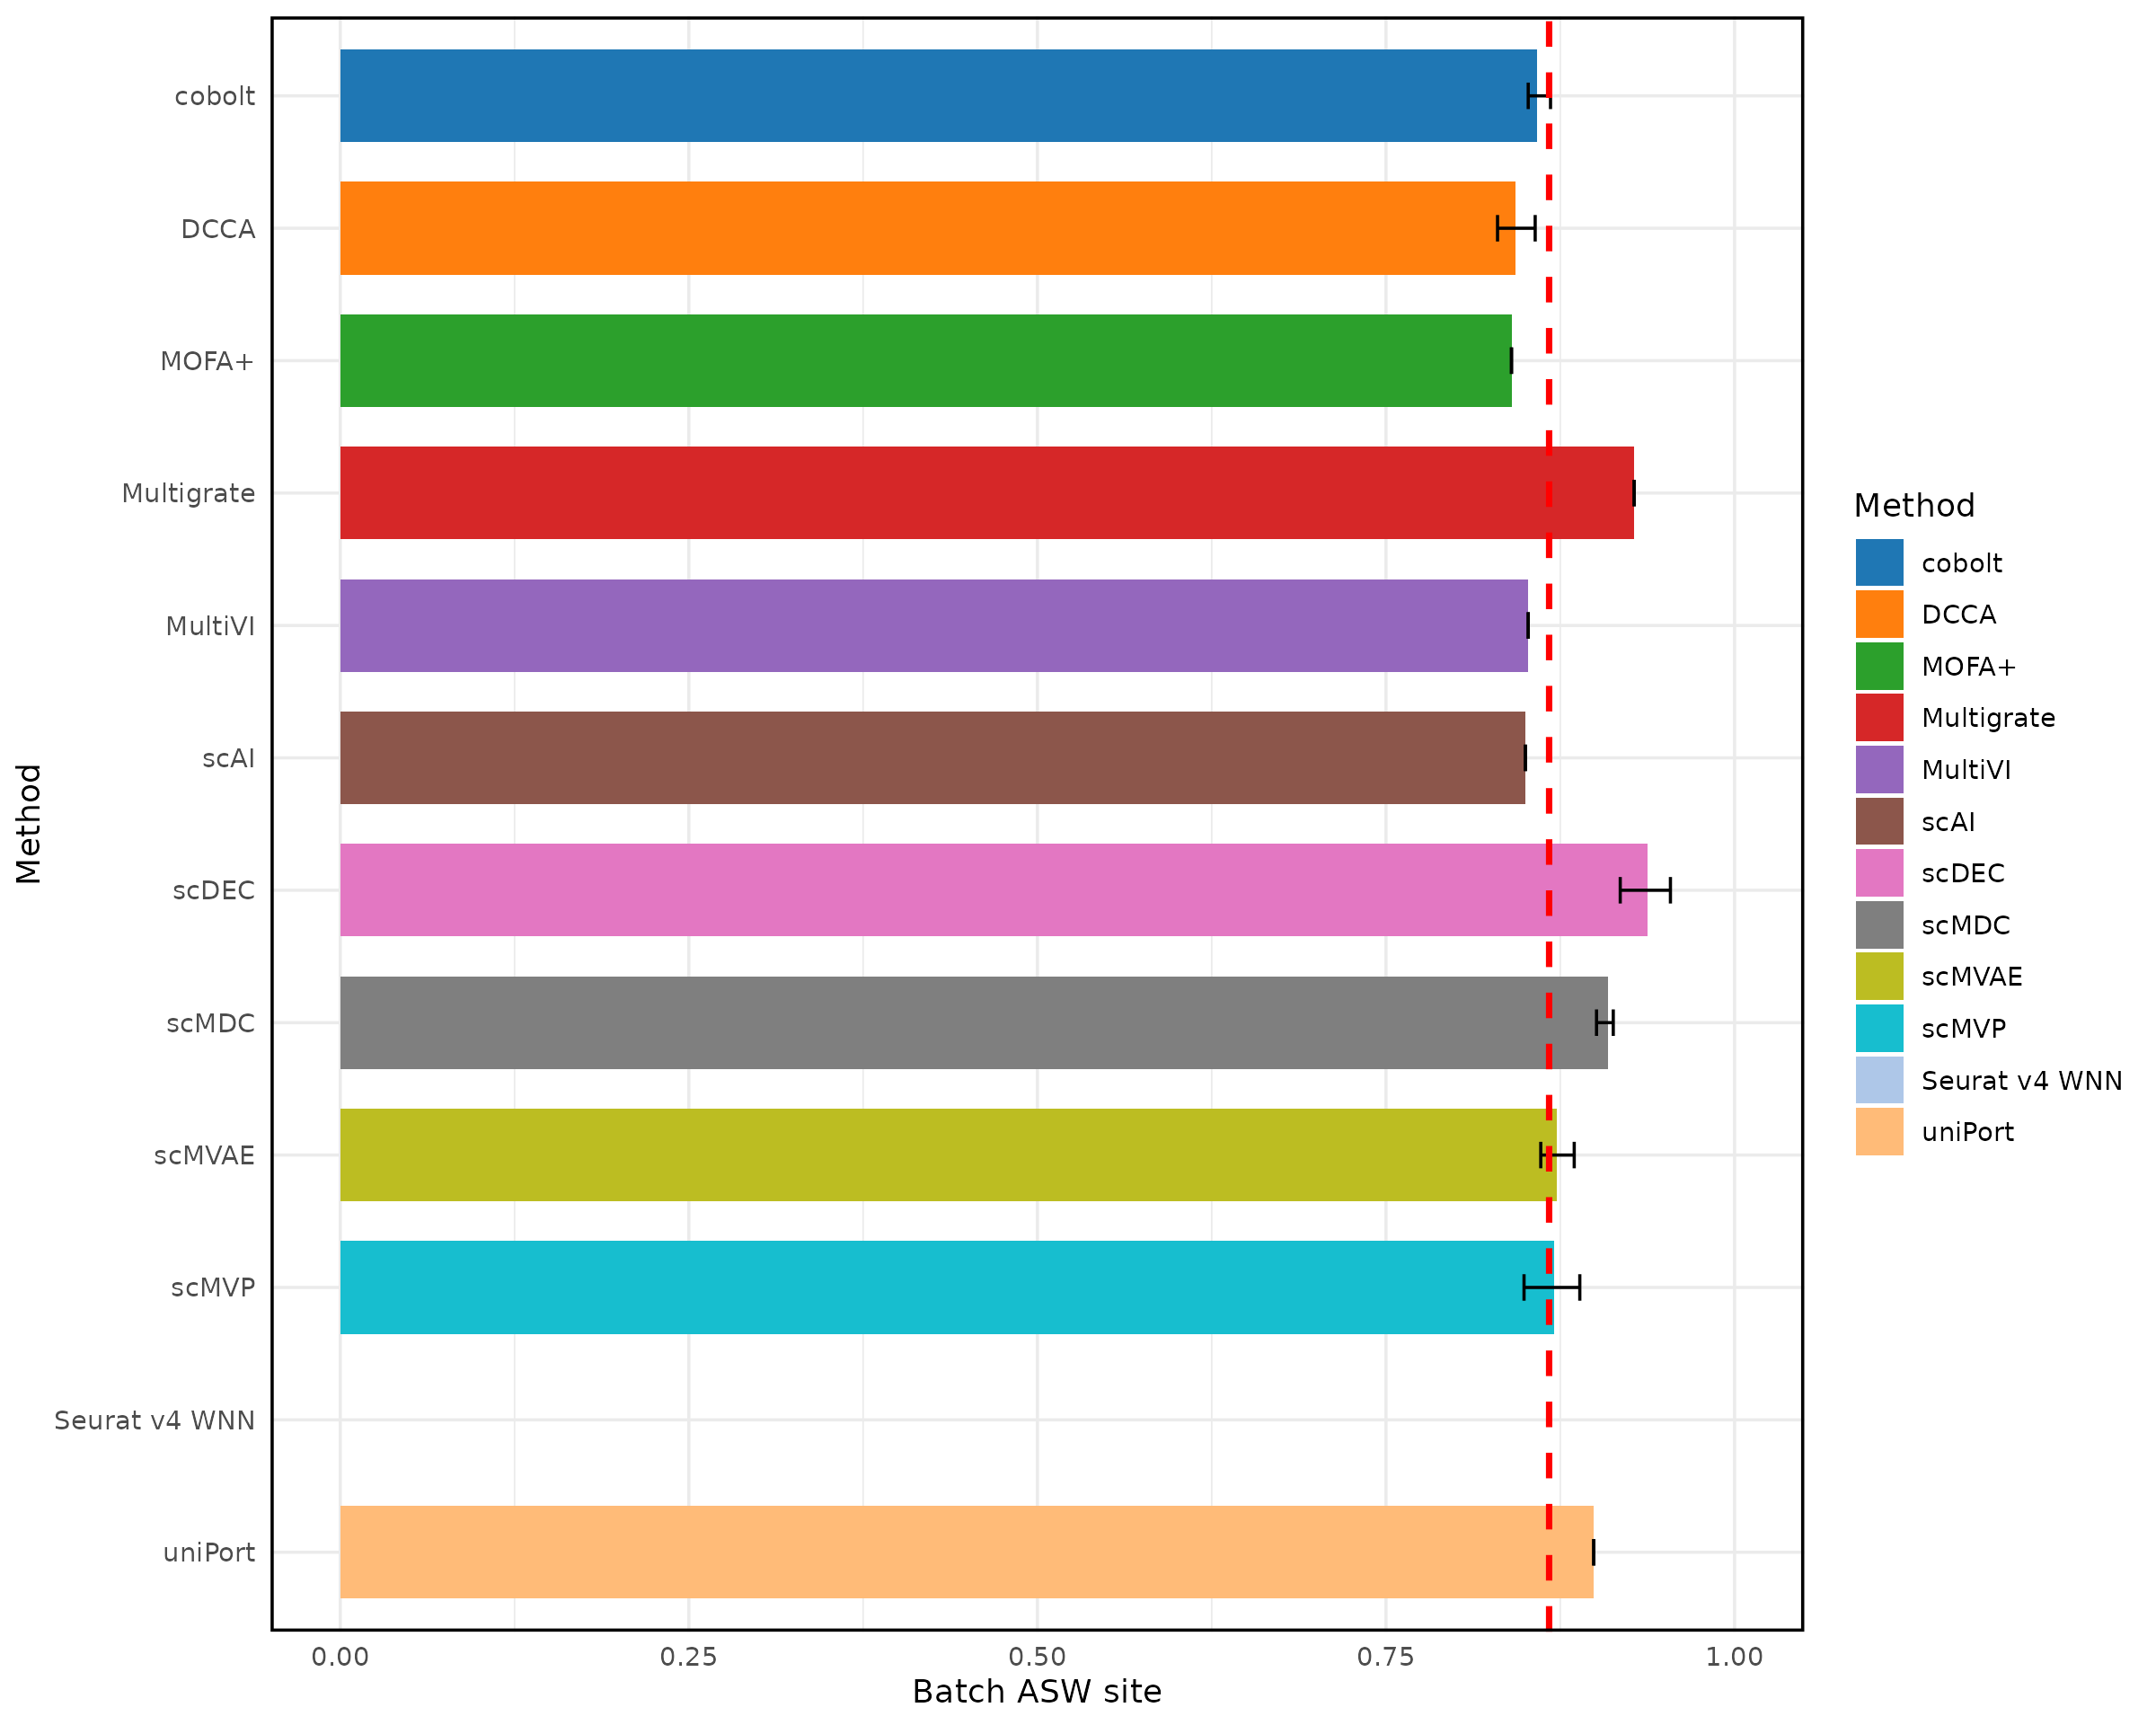 Method
cobolt
DCCA
MOFA+
Multigrate
MultiVI
scAI
scDEC
scMDC
scMVAE
scMVP
Seurat v4 WNN
uniPort
0.00 0.25 0.50 0.75 1.00
Batch ASW site
Method
cobolt
DCCA
MOFA+
Multigrate
MultiVI
scAI
scDEC
scMDC
scMVAE
scMVP
Seurat v4 WNN
uniPort